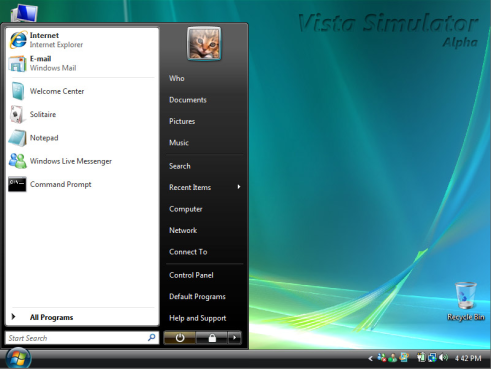 Vista Simulator
Alpha
Internet
Internet Explorer
E-mail
Windows Mail
Welcome Center
Solitaire
Notepad
Windows Live Messenger
Command Prompt
All Programs
Start Search
Who
Documents
Pictures
Music
Search
Recent Items
Computer
Network
Connect To
Control Panel
Default Programs
Help and Support
Recycle Bin
4:42 PM